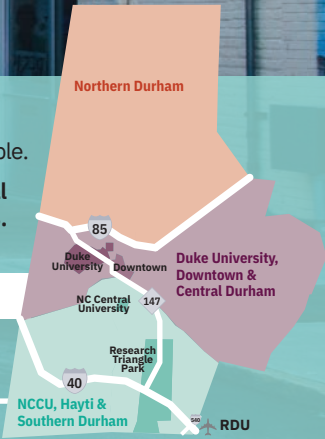 Northern Durham
ple.
l
.
85
Duke
University
Downtown
Duke University,
Downtown &
Central Durham
NC Central
University
147
Research
Triangle
Park
40
NCCU, Hayti &
Southern Durham
540
RDU